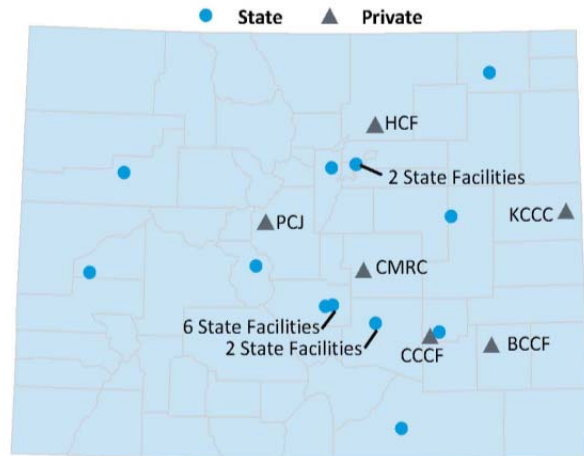 State Private
HCF
2 State Facilities
KCCC
PCJ
CMRC
6 State Facilities
2 State Facilities
CCCF
BCCF